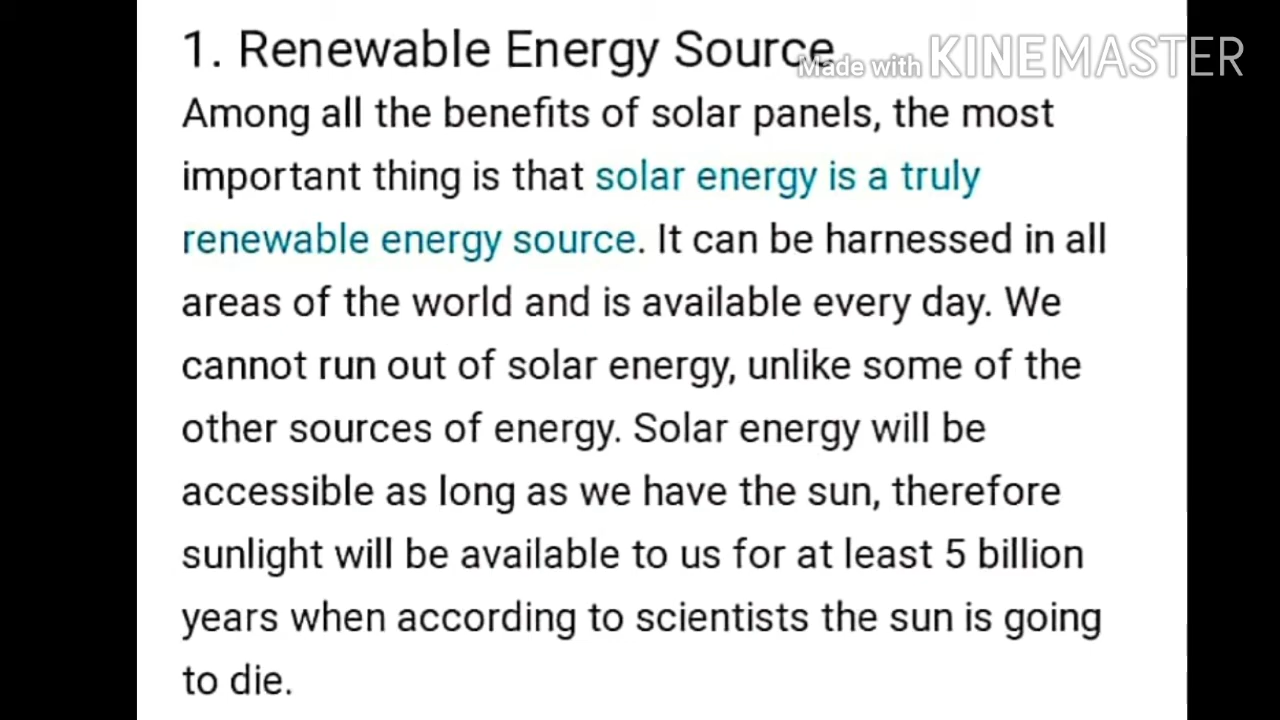 1. Renewable Energy Source
Made with KINEMASTER
Among all the benefits of solar panels, the most
important thing is that solar energy is a truly
renewable energy source. It can be harnessed in all
areas of the world and is available every day. We
cannot run out of solar energy, unlike some of the
other sources of energy. Solar energy will be
accessible as long as we have the sun, therefore
sunlight will be available to us for at least 5 billion
years when according to scientists the sun is going
to die.